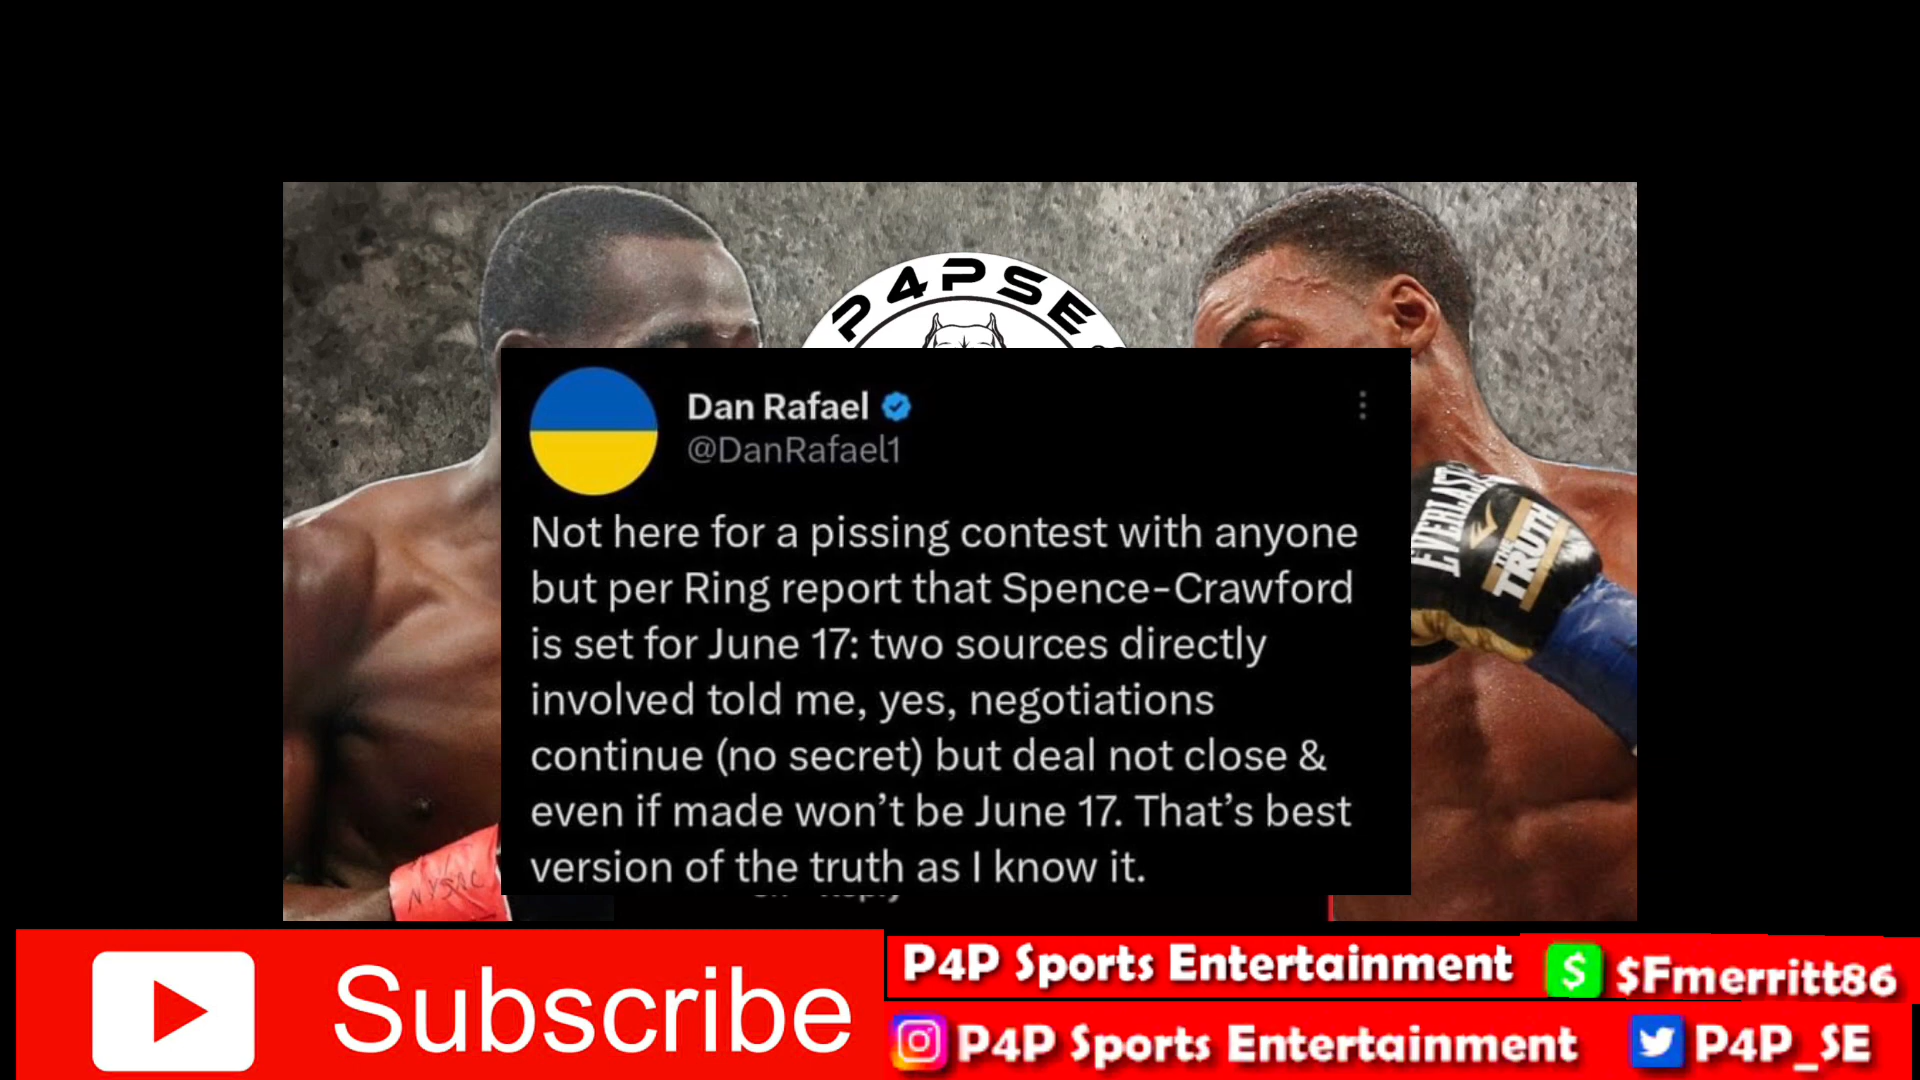 P4PSE
Dan Rafael
@DanRafael1
Not here for a pissing contest with anyone
but per Ring report that Spence-Crawford
is set for June 17: two sources directly
involved told me, yes, negotiations
continue (no secret) but deal not close &
even if made won’t be June 17. That’s best
version of the truth as I know it.
EVERLAST
THE
TRUTH
NYSAC
Reply
Subscribe
P4P Sports Entertainment
$ $Fmerritt86
P4P Sports Entertainment
P4P_SE